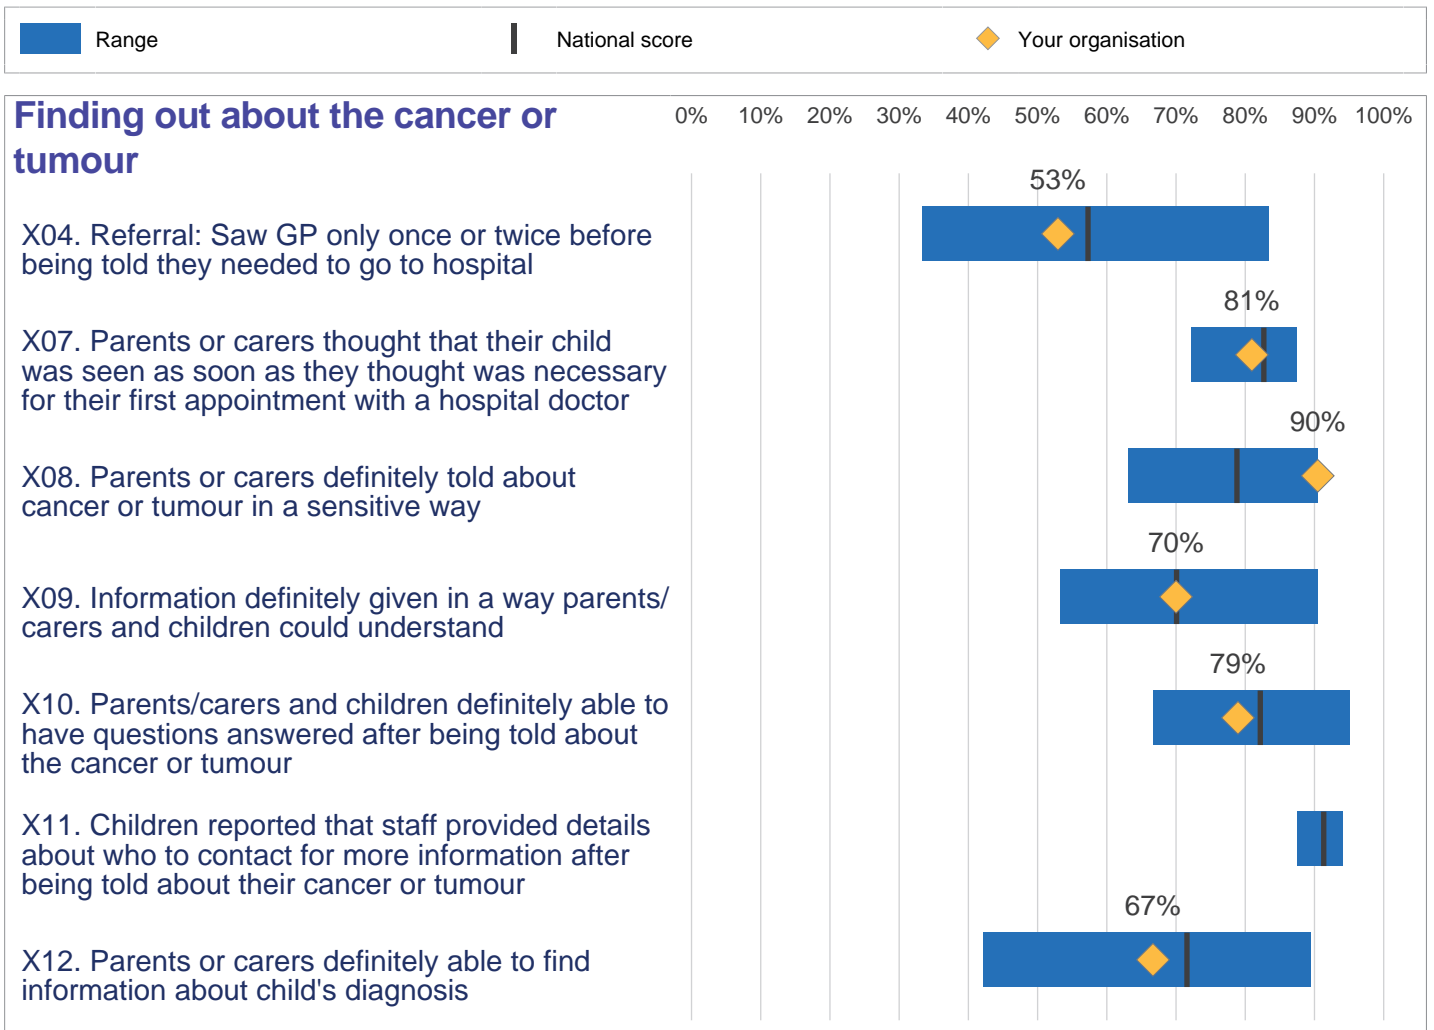 Range
National score
Your organisation
Finding out about the cancer or
tumour
0% 10% 20% 30% 40% 50% 60% 70% 80% 90% 100%
53%
X04. Referral: Saw GP only once or twice before
being told they needed to go to hospital
81%
X07. Parents or carers thought that their child
was seen as soon as they thought was necessary
for their first appointment with a hospital doctor
90%
X08. Parents or carers definitely told about
cancer or tumour in a sensitive way
70%
X09. Information definitely given in a way parents/
carers and children could understand
79%
X10. Parents/carers and children definitely able to
have questions answered after being told about
the cancer or tumour
X11. Children reported that staff provided details
about who to contact for more information after
being told about their cancer or tumour
67%
X12. Parents or carers definitely able to find
information about child's diagnosis